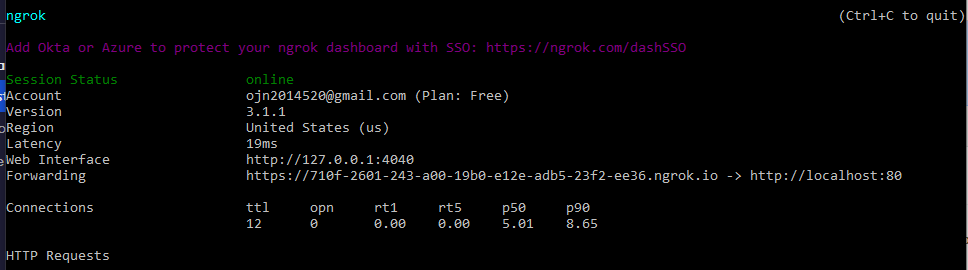 ngrok (Ctrl+C to quit)
Add Okta or Azure to protect your ngrok dashboard with SSO: https://ngrok.com/dashSSO
Session Status online
Account ojn2014520@gmail.com (Plan: Free)
Version 3.1.1
Region United States (us)
Latency 19ms
Web Interface http://127.0.0.1:4040
Forwarding https://710f-2601-243-a00-19b0-e12e-adb5-23f2-ee36.ngrok.io -> http://localhost:80
Connections ttl opn rt1 rt5 p50 p90
12 0 0.00 0.00 5.01 8.65
HTTP Requests